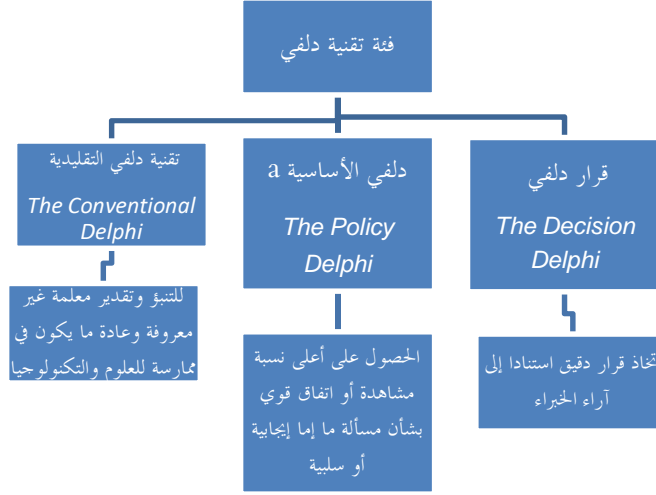 فئة تقنية دلفي
تقنية دلفي التقليدية
The Conventional
Delphi
للتنبؤ وتقدير معلمة غير
معروفة وعادة ما يكون في
ممارسة للعلوم والتكنولوجيا
دلفي الأساسية a
The Policy
Delphi
الحصول على أعلى نسبة
مشاهدة أو اتفاق قوي
بشأن مسألة ما إما إيجابية
أو سلبية
قرار دلفي
The Decision
Delphi
تخاذ قرار دقيق استنادا إلى
آراء الخبراء